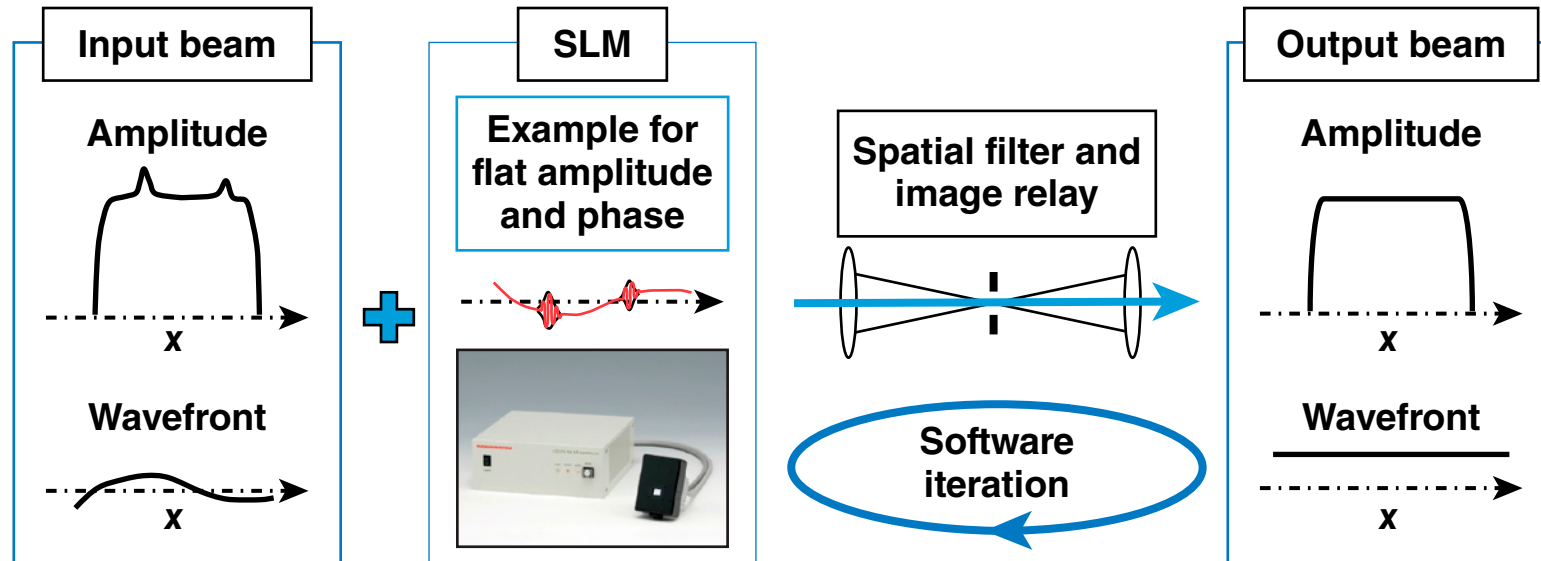 Input beam
Amplitude
x
Wavefront
x
SLM
Example for
flat amplitude
and phase
Spatial filter and
image relay
Software
iteration
Output beam
Amplitude
x
Wavefront
x